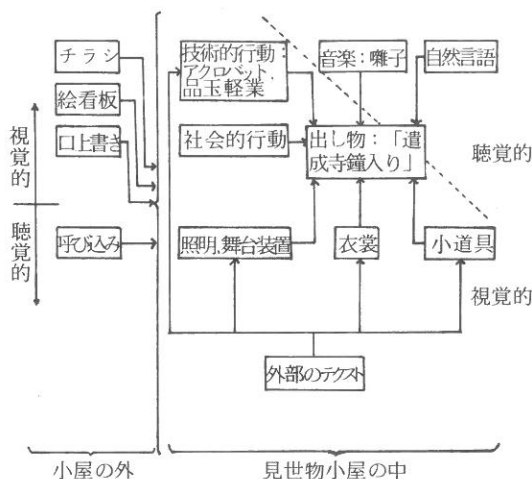 チラシ
絵看板
口上書き
呼び込み
視覚的
聴覚的
小屋の外
技術的行動:
アクロバット、
品玉軽業
音楽:囃子
自然言語
社会的行動
出し物:「道
成寺鐘入り」
聴覚的
照明、舞台装置
衣裳
小道具
視覚的
外部のテクスト
見世物小屋の中